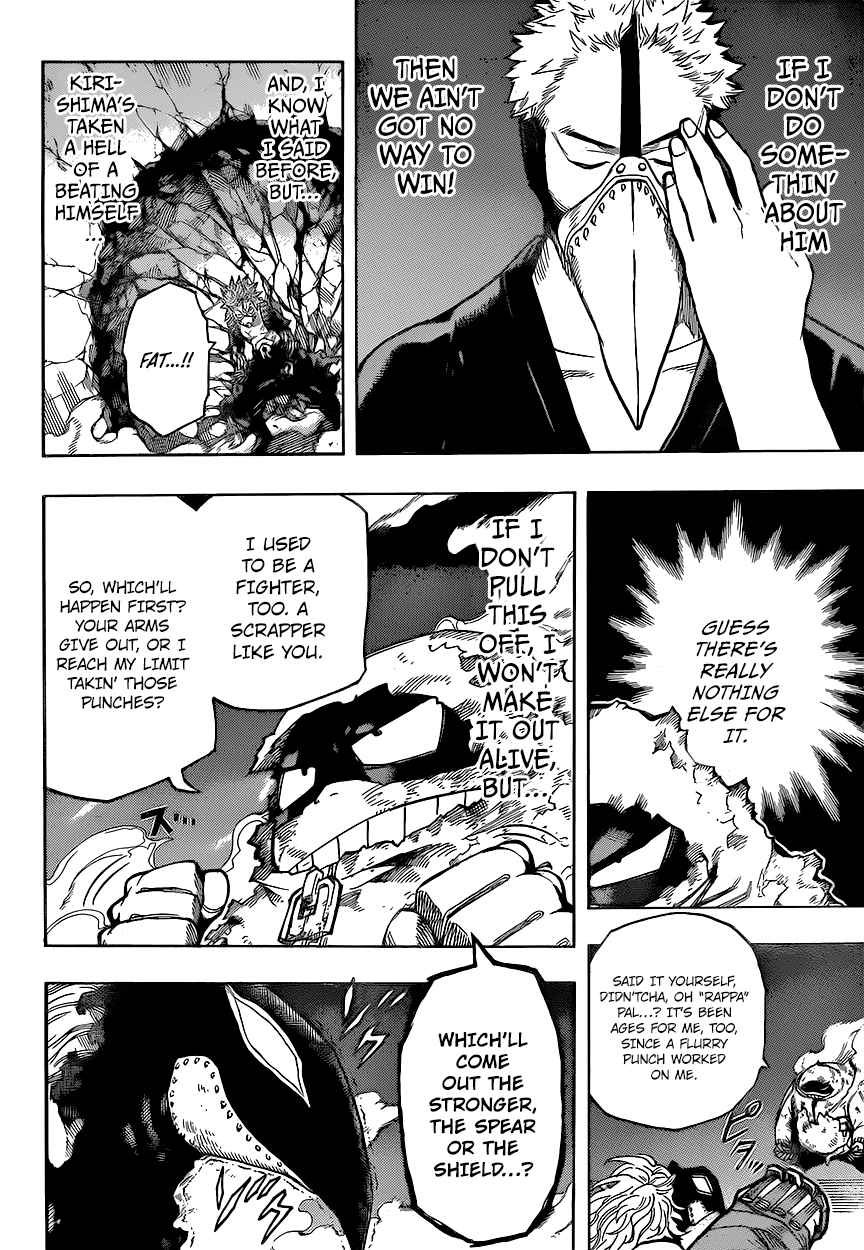 IF I
DON'T
DO
SOME-
THIN'
ABOUT
HIM
THEN
WE AIN'T
GOT NO
WAY TO
WIN!
AND, I
KNOW
WHAT
I SAID
BEFORE,
BUT...
KIRI-
SHIMA'S
TAKEN
A HELL
OF A
BEATING
HIMSELF
...
FAT...!!
GUESS
THERE'S
REALLY
NOTHING
ELSE FOR
IT.
IF I
DON'T
PULL
THIS
OFF, I
WON'T
MAKE
IT OUT
ALIVE,
BUT...
I USED
TO BE A
FIGHTER,
TOO. A
SCRAPPER
LIKE YOU.
SO, WHICH'LL
HAPPEN FIRST?
YOUR ARMS
GIVE OUT, OR I
REACH MY LIMIT
TAKIN' THOSE
PUNCHES?
ズ…
SAID IT YOURSELF,
DIDN'TCHA, OH "RAPPA"
PAL...? IT'S BEEN
AGES FOR ME, TOO,
SINCE A FLURRY
PUNCH WORKED
ON ME.
ピタッ
WHICH'LL
COME
OUT THE
STRONGER,
THE SPEAR
OR THE
SHIELD...?